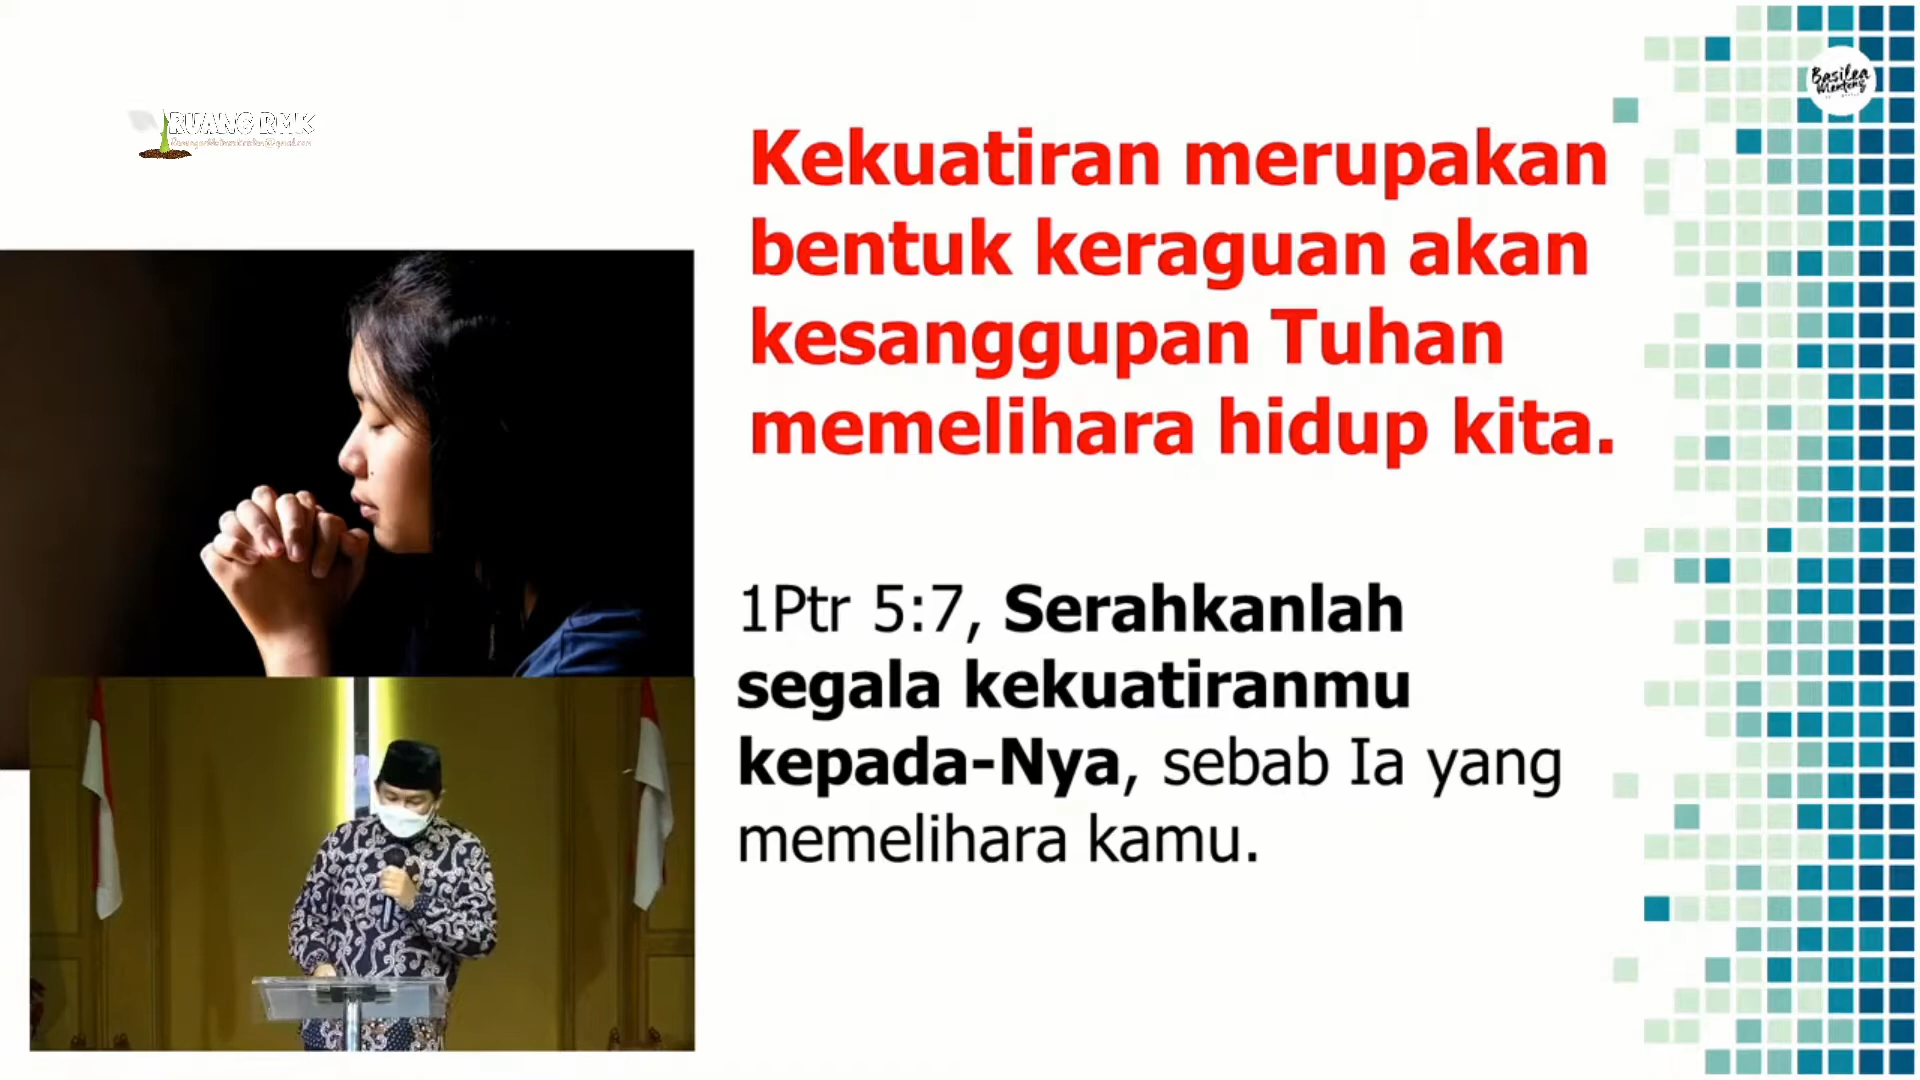 RUANG RMK
Basilea
Menteng
Kekuatiran merupakan
bentuk keraguan akan
kesanggupan Tuhan
memelihara hidup kita.
1Ptr 5:7, Serahkanlah
segala kekuatiranmu
kepada-Nya, sebab Ia yang
memelihara kamu.